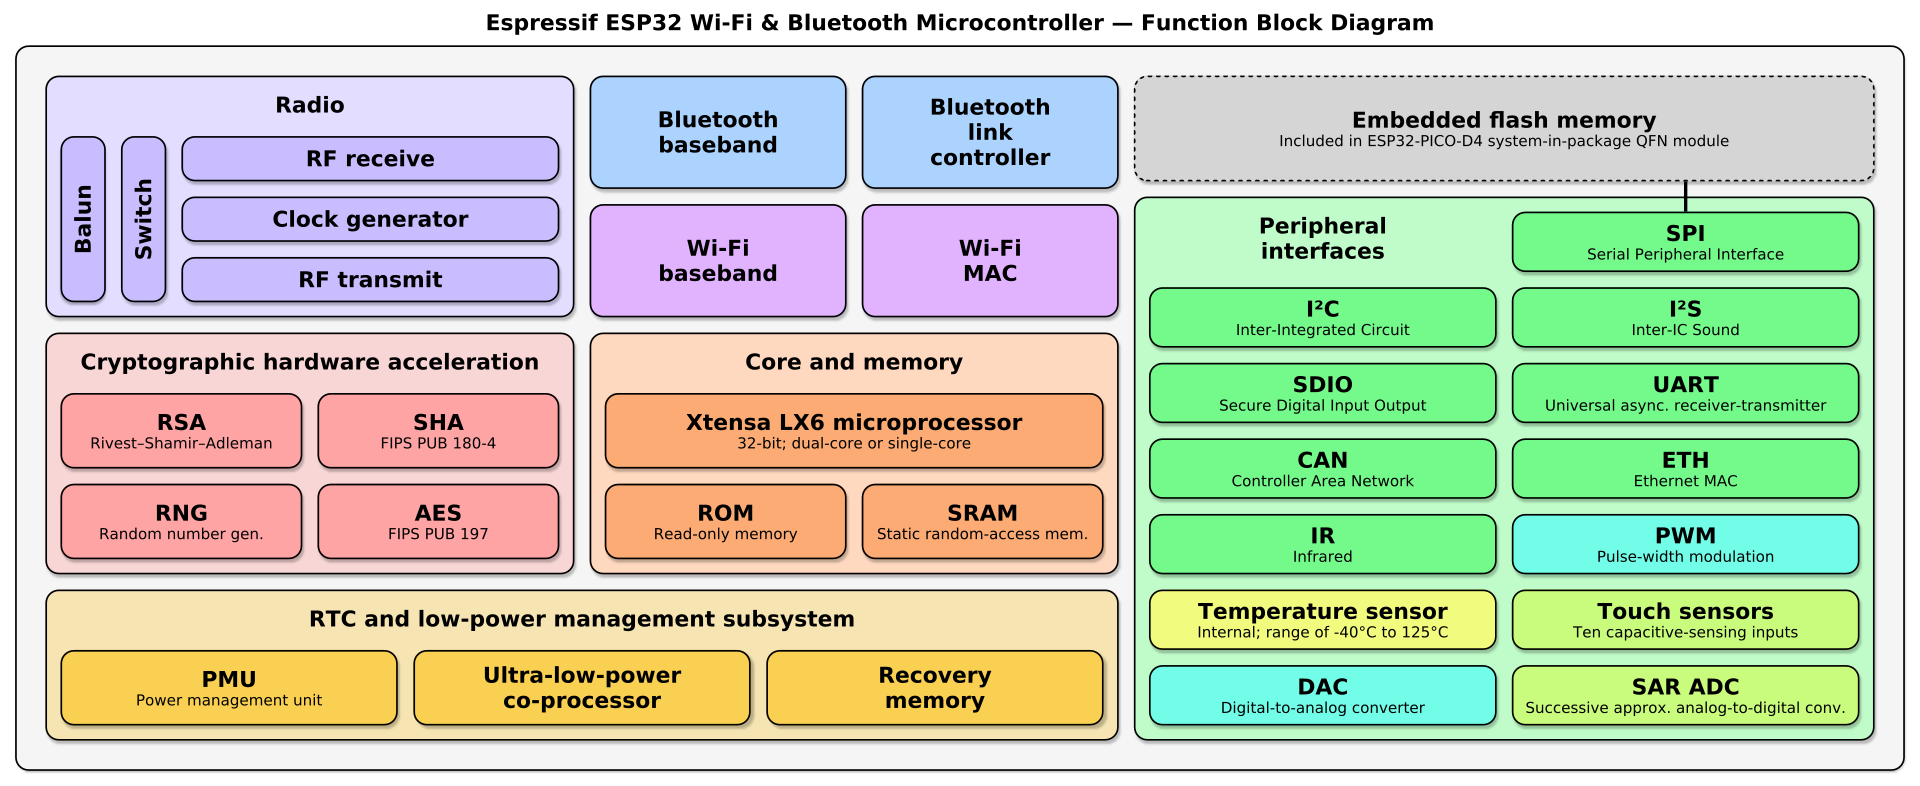 Espressif ESP32 Wi-Fi & Bluetooth Microcontroller — Function Block Diagram
Radio
Balun
Switch
RF receive
Clock generator
RF transmit
Bluetooth
baseband
Bluetooth
link
controller
Wi-Fi
baseband
Wi-Fi
MAC
Embedded flash memory
Included in ESP32-PICO-D4 system-in-package QFN module
Cryptographic hardware acceleration
RSA
Rivest–Shamir–Adleman
SHA
FIPS PUB 180-4
RNG
Random number gen.
AES
FIPS PUB 197
Core and memory
Xtensa LX6 microprocessor
32-bit; dual-core or single-core
ROM
Read-only memory
SRAM
Static random-access mem.
RTC and low-power management subsystem
PMU
Power management unit
Ultra-low-power
co-processor
Recovery
memory
Peripheral
interfaces
SPI
Serial Peripheral Interface
I²C
Inter-Integrated Circuit
I²S
Inter-IC Sound
SDIO
Secure Digital Input Output
UART
Universal async. receiver-transmitter
CAN
Controller Area Network
ETH
Ethernet MAC
IR
Infrared
PWM
Pulse-width modulation
Temperature sensor
Internal; range of -40°C to 125°C
Touch sensors
Ten capacitive-sensing inputs
DAC
Digital-to-analog converter
SAR ADC
Successive approx. analog-to-digital conv.